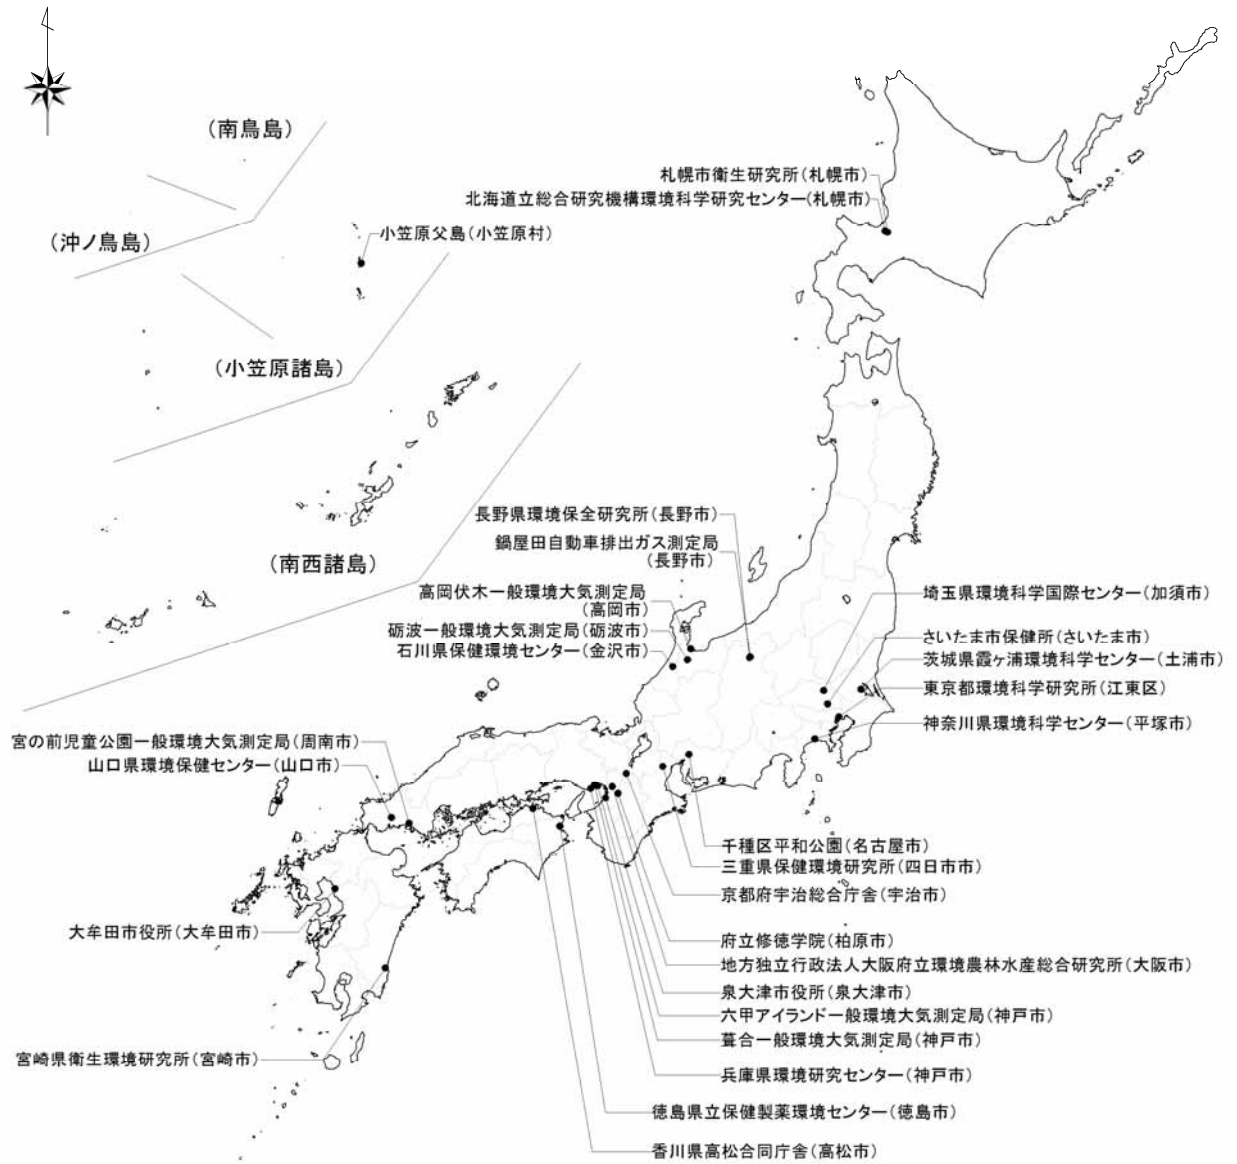 (南鳥島)
札幌市衛生研究所(札幌市)
北海道立総合研究機構環境科学研究センター(札幌市)
(沖ノ鳥島)
小笠原父島(小笠原村)
(小笠原諸島)
長野県環境保全研究所(長野市)
鍋屋田自動車排出ガス測定局
(長野市)
(南西諸島)
高岡伏木一般環境大気測定局
(高岡市)
砺波一般環境大気測定局(砺波市)
石川県保健環境センター(金沢市)
埼玉県環境科学国際センター(加須市)
さいたま市保健所(さいたま市)
茨城県霞ヶ浦環境科学センター(土浦市)
東京都環境科学研究所(江東区)
神奈川県環境科学センター(平塚市)
宮の前児童公園一般環境大気測定局(周南市)
山口県環境保健センター(山口市)
千種区平和公園(名古屋市)
三重県保健環境研究所(四日市市)
京都府宇治総合庁舎(宇治市)
大牟田市役所(大牟田市)
府立修徳学院(柏原市)
地方独立行政法人大阪府立環境農林水産総合研究所(大阪市)
泉大津市役所(泉大津市)
六甲アイランド一般環境大気測定局(神戸市)
葺合一般環境大気測定局(神戸市)
宮崎県衛生環境研究所(宮崎市)
兵庫県環境研究センター(神戸市)
徳島県立保健製薬環境センター(徳島市)
香川県高松合同庁舎(高松市)